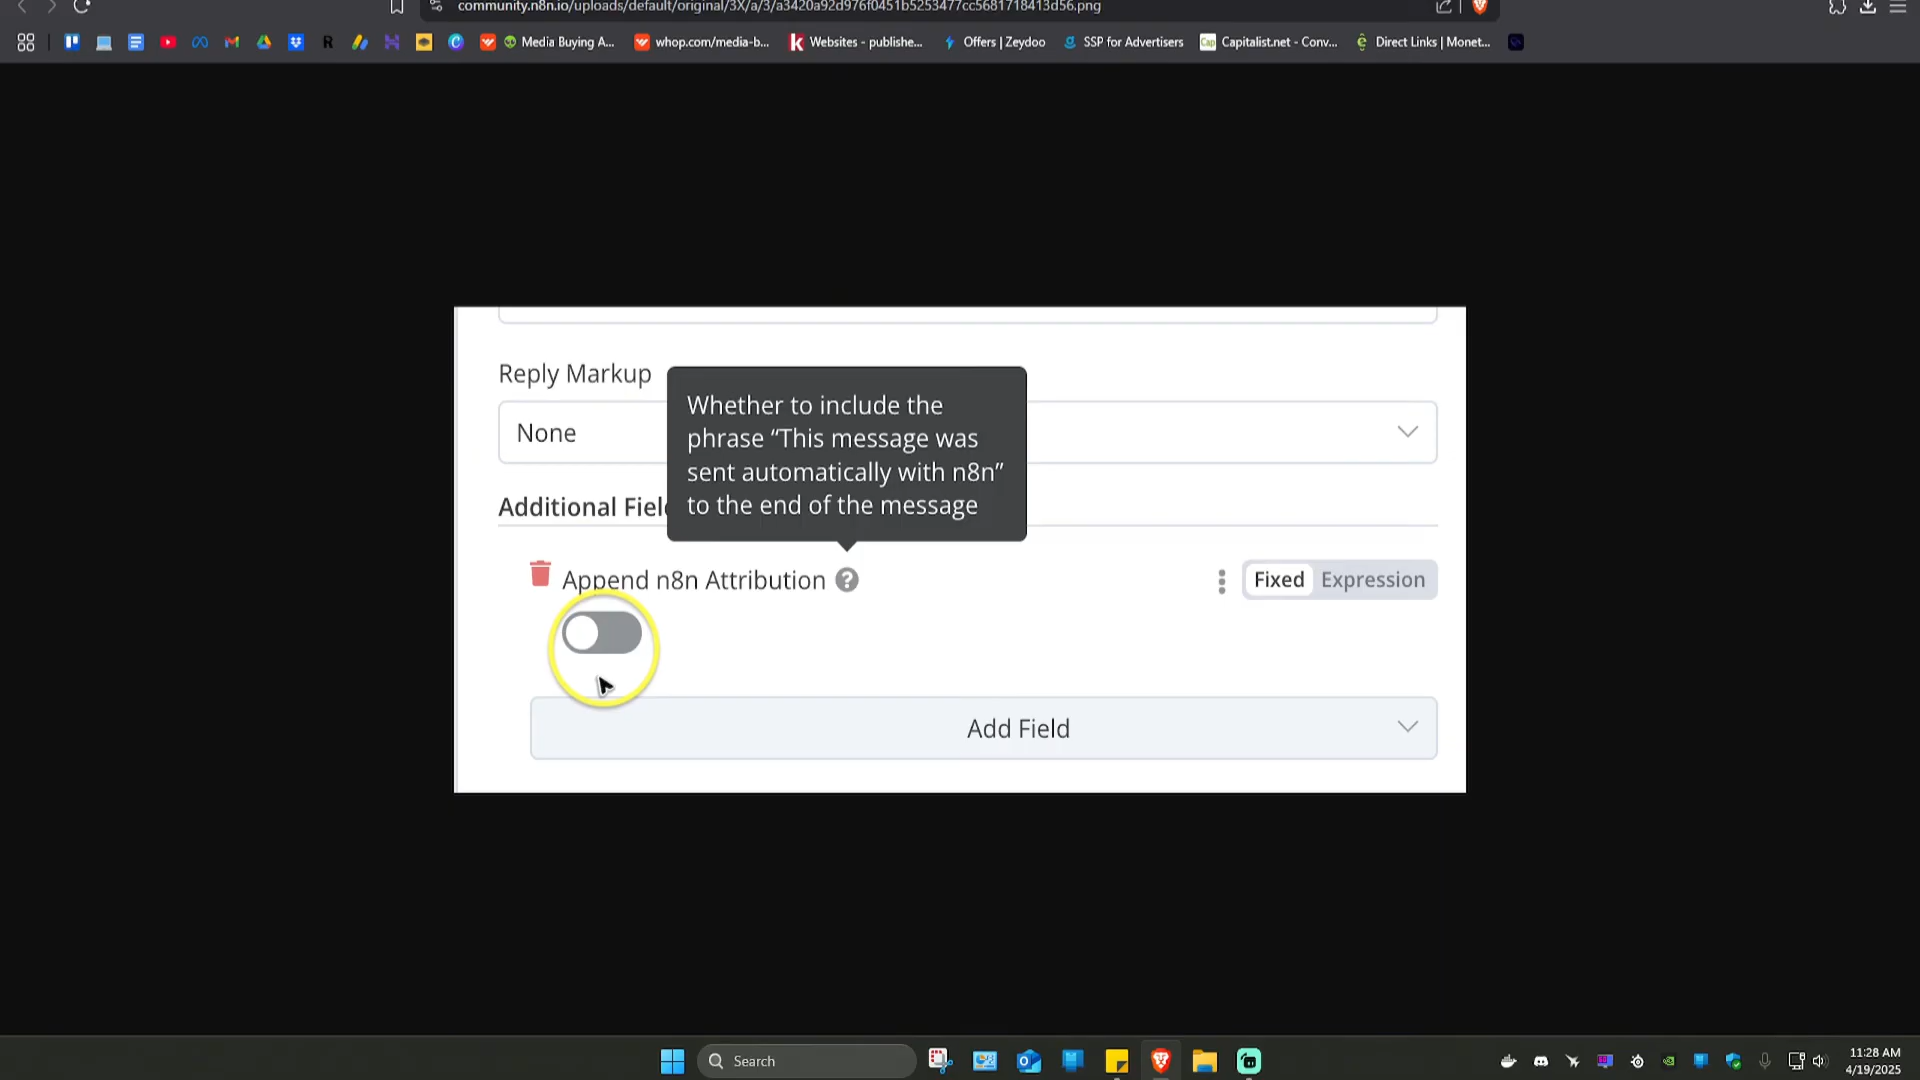 community.n8n.io/uploads/default/original/3X/a/3/a3420a92d976f0451b5253477cc5681718413d56.png
Media Buying A... whop.com/media-b... Websites - publishe... Offers | Zeydoo SSP for Advertisers Cap Capitalist.net - Conv... Direct Links | Monet...
Reply Markup
Whether to include the
phrase “This message was
sent automatically with n8n”
to the end of the message
None
Additional Fiel
Append n8n Attribution ?
Fixed Expression
Add Field
Search
11:28 AM
4/19/2025